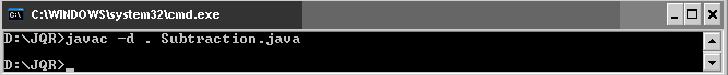 C:\WINDOWS\system32\cmd.exe
D:\JQR>javac -d . Subtraction.java
D:\JQR>_